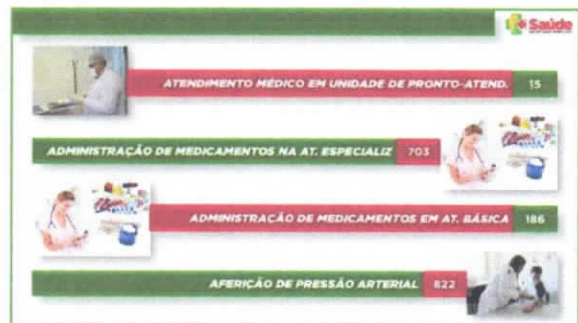 Saúde
ATENDIMENTO MÉDICO EM UNIDADE DE PRONTO-ATEND. 15
ADMINISTRAÇÃO DE MEDICAMENTOS NA AT. ESPECIALIZ 703
ADMINISTRAÇÃO DE MEDICAMENTOS EM AT. BÁSICA 186
AFERIÇÃO DE PRESSÃO ARTERIAL 822